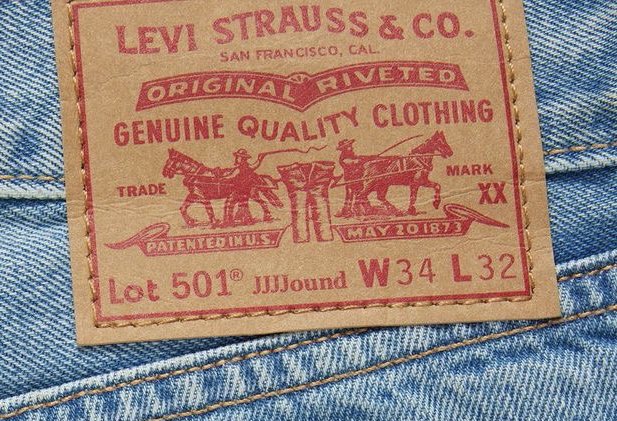 LEVI STRAUSS & CO.
SAN FRANCISCO, CAL.
ORIGINAL RIVETED
GENUINE QUALITY CLOTHING
TRADE MARK
XX
PATENTED IN U.S. MAY 20 1873
Lot 501® JJJJound W34 L32